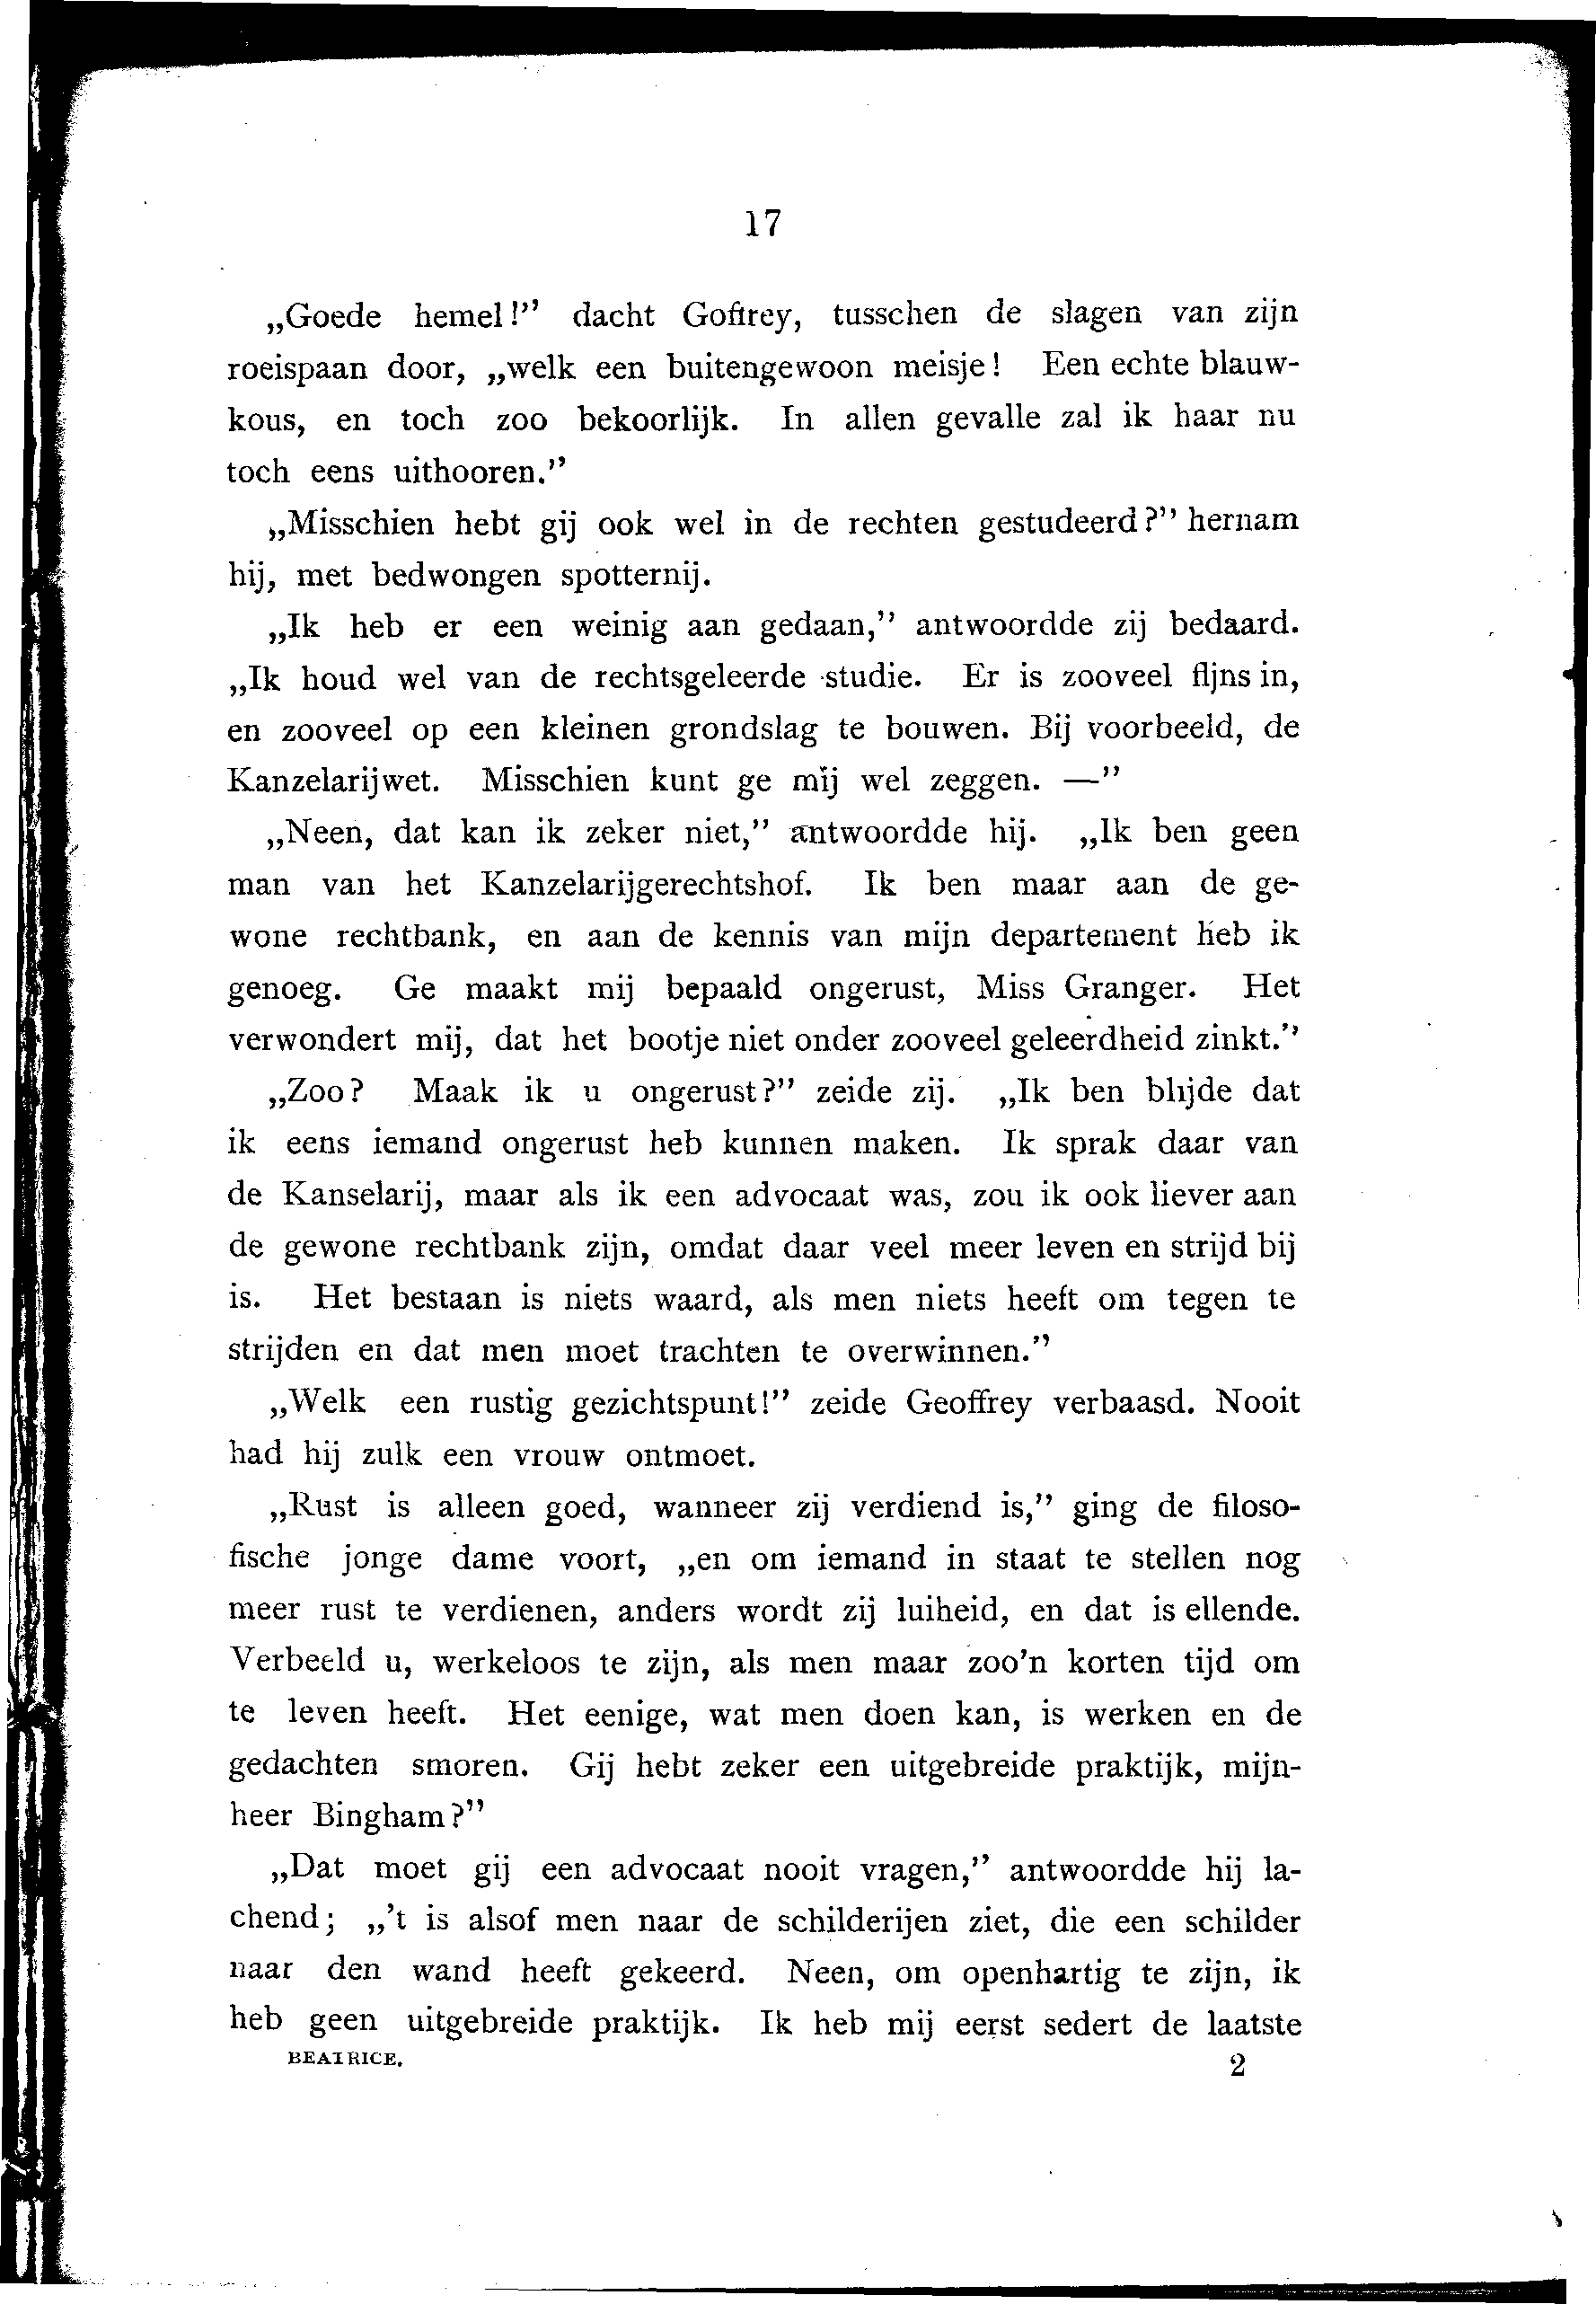 17
„Goede hemel!” dacht Goffrey, tusschen de slagen van zijn
roeispaan door, „welk een buitengewoon meisje! Een echte blauw-
kous, en toch zoo bekoorlijk. In allen gevalle zal ik haar nu
toch eens uithooren.”
„Misschien hebt gij ook wel in de rechten gestudeerd?” hernam
hij, met bedwongen spotternij.
„Ik heb er een weinig aan gedaan,” antwoordde zij bedaard.
„Ik houd wel van de rechtsgeleerde studie. Er is zooveel fijns in,
en zooveel op een kleinen grondslag te bouwen. Bij voorbeeld, de
Kanzelarijwet. Misschien kunt ge mij wel zeggen. —”
„Neen, dat kan ik zeker niet,” antwoordde hij. „Ik ben geen
man van het Kanzelarijgerechtshof. Ik ben maar aan de ge-
wone rechtbank, en aan de kennis van mijn departement heb ik
genoeg. Ge maakt mij bepaald ongerust, Miss Granger. Het
verwondert mij, dat het bootje niet onder zooveel geleerdheid zinkt.”
„Zoo? Maak ik u ongerust?” zeide zij. „Ik ben blijde dat
ik eens iemand ongerust heb kunnen maken. Ik sprak daar van
de Kanselarij, maar als ik een advocaat was, zou ik ook liever aan
de gewone rechtbank zijn, omdat daar veel meer leven en strijd bij
is. Het bestaan is niets waard, als men niets heeft om tegen te
strijden en dat men moet trachten te overwinnen.”
„Welk een rustig gezichtspunt!” zeide Geoffrey verbaasd. Nooit
had hij zulk een vrouw ontmoet.
„Rust is alleen goed, wanneer zij verdiend is,” ging de filoso-
fische jonge dame voort, „en om iemand in staat te stellen nog
meer rust te verdienen, anders wordt zij luiheid, en dat is ellende.
Verbeeld u, werkeloos te zijn, als men maar zoo'n korten tijd om
te leven heeft. Het eenige, wat men doen kan, is werken en de
gedachten smoren. Gij hebt zeker een uitgebreide praktijk, mijn-
heer Bingham?”
„Dat moet gij een advocaat nooit vragen,” antwoordde hij la-
chend; „'t is alsof men naar de schilderijen ziet, die een schilder
naar den wand heeft gekeerd. Neen, om openhartig te zijn, ik
heb geen uitgebreide praktijk. Ik heb mij eerst sedert de laatste
BEATRICE. 2